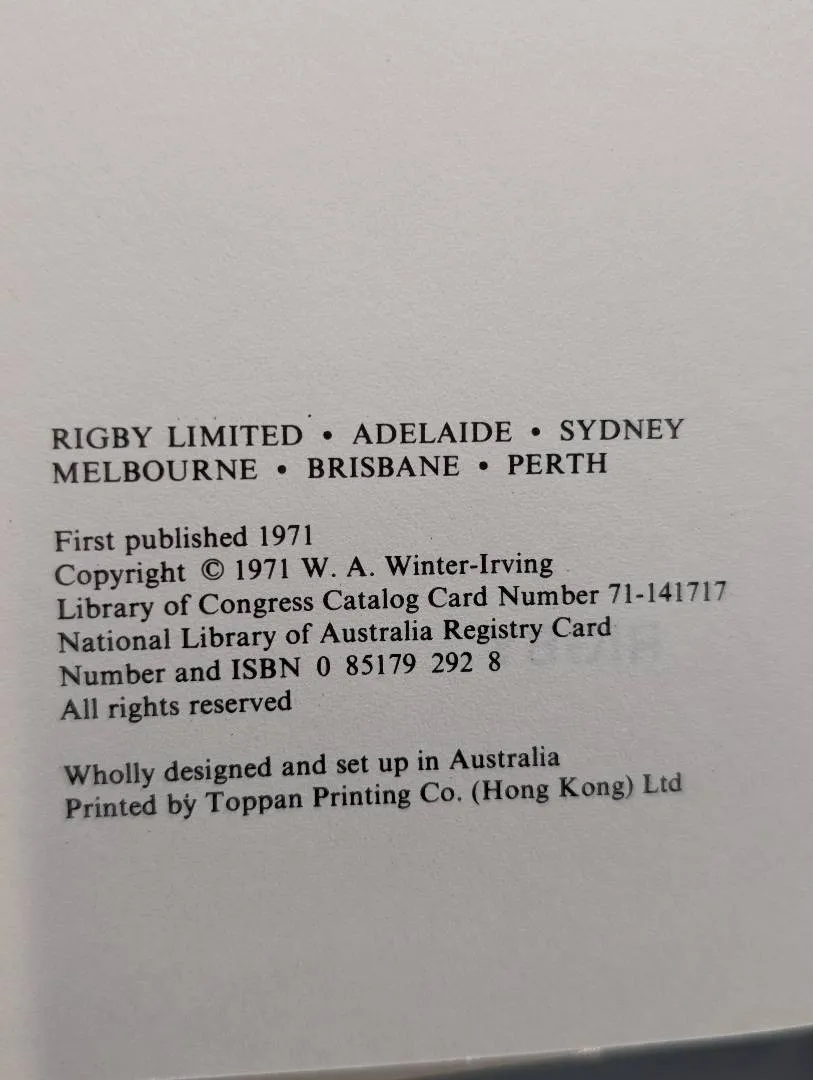 RIGBY LIMITED • ADELAIDE • SYDNEY
MELBOURNE • BRISBANE • PERTH
First published 1971
Copyright © 1971 W. A. Winter-Irving
Library of Congress Catalog Card Number 71-141717
National Library of Australia Registry Card
Number and ISBN 0 85179 292 8
All rights reserved
Wholly designed and set up in Australia
Printed by Toppan Printing Co. (Hong Kong) Ltd